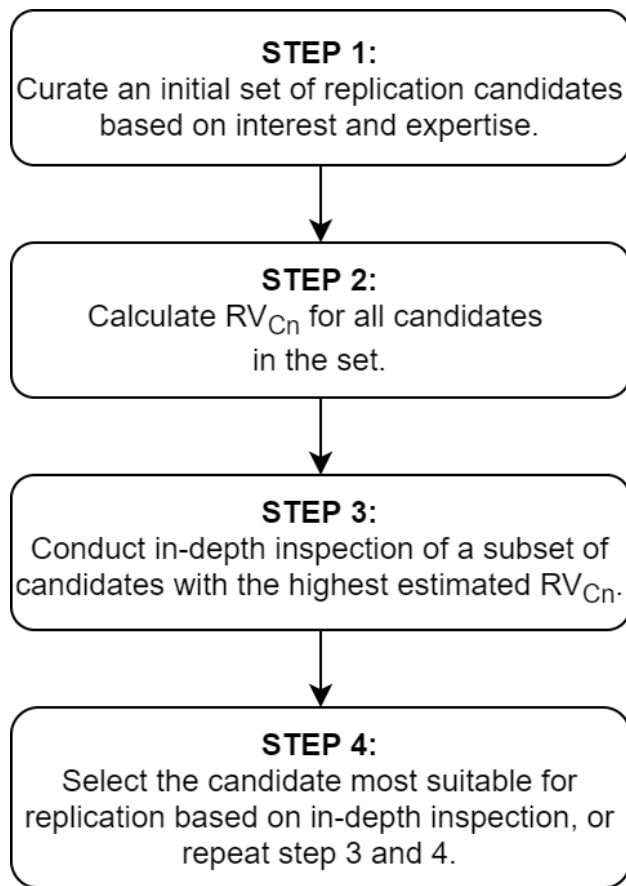 STEP 1:
Curate an initial set of replication candidates
based on interest and expertise.
STEP 2:
Calculate RVCn for all candidates
in the set.
STEP 3:
Conduct in-depth inspection of a subset of
candidates with the highest estimated RVCn.
STEP 4:
Select the candidate most suitable for
replication based on in-depth inspection, or
repeat step 3 and 4.